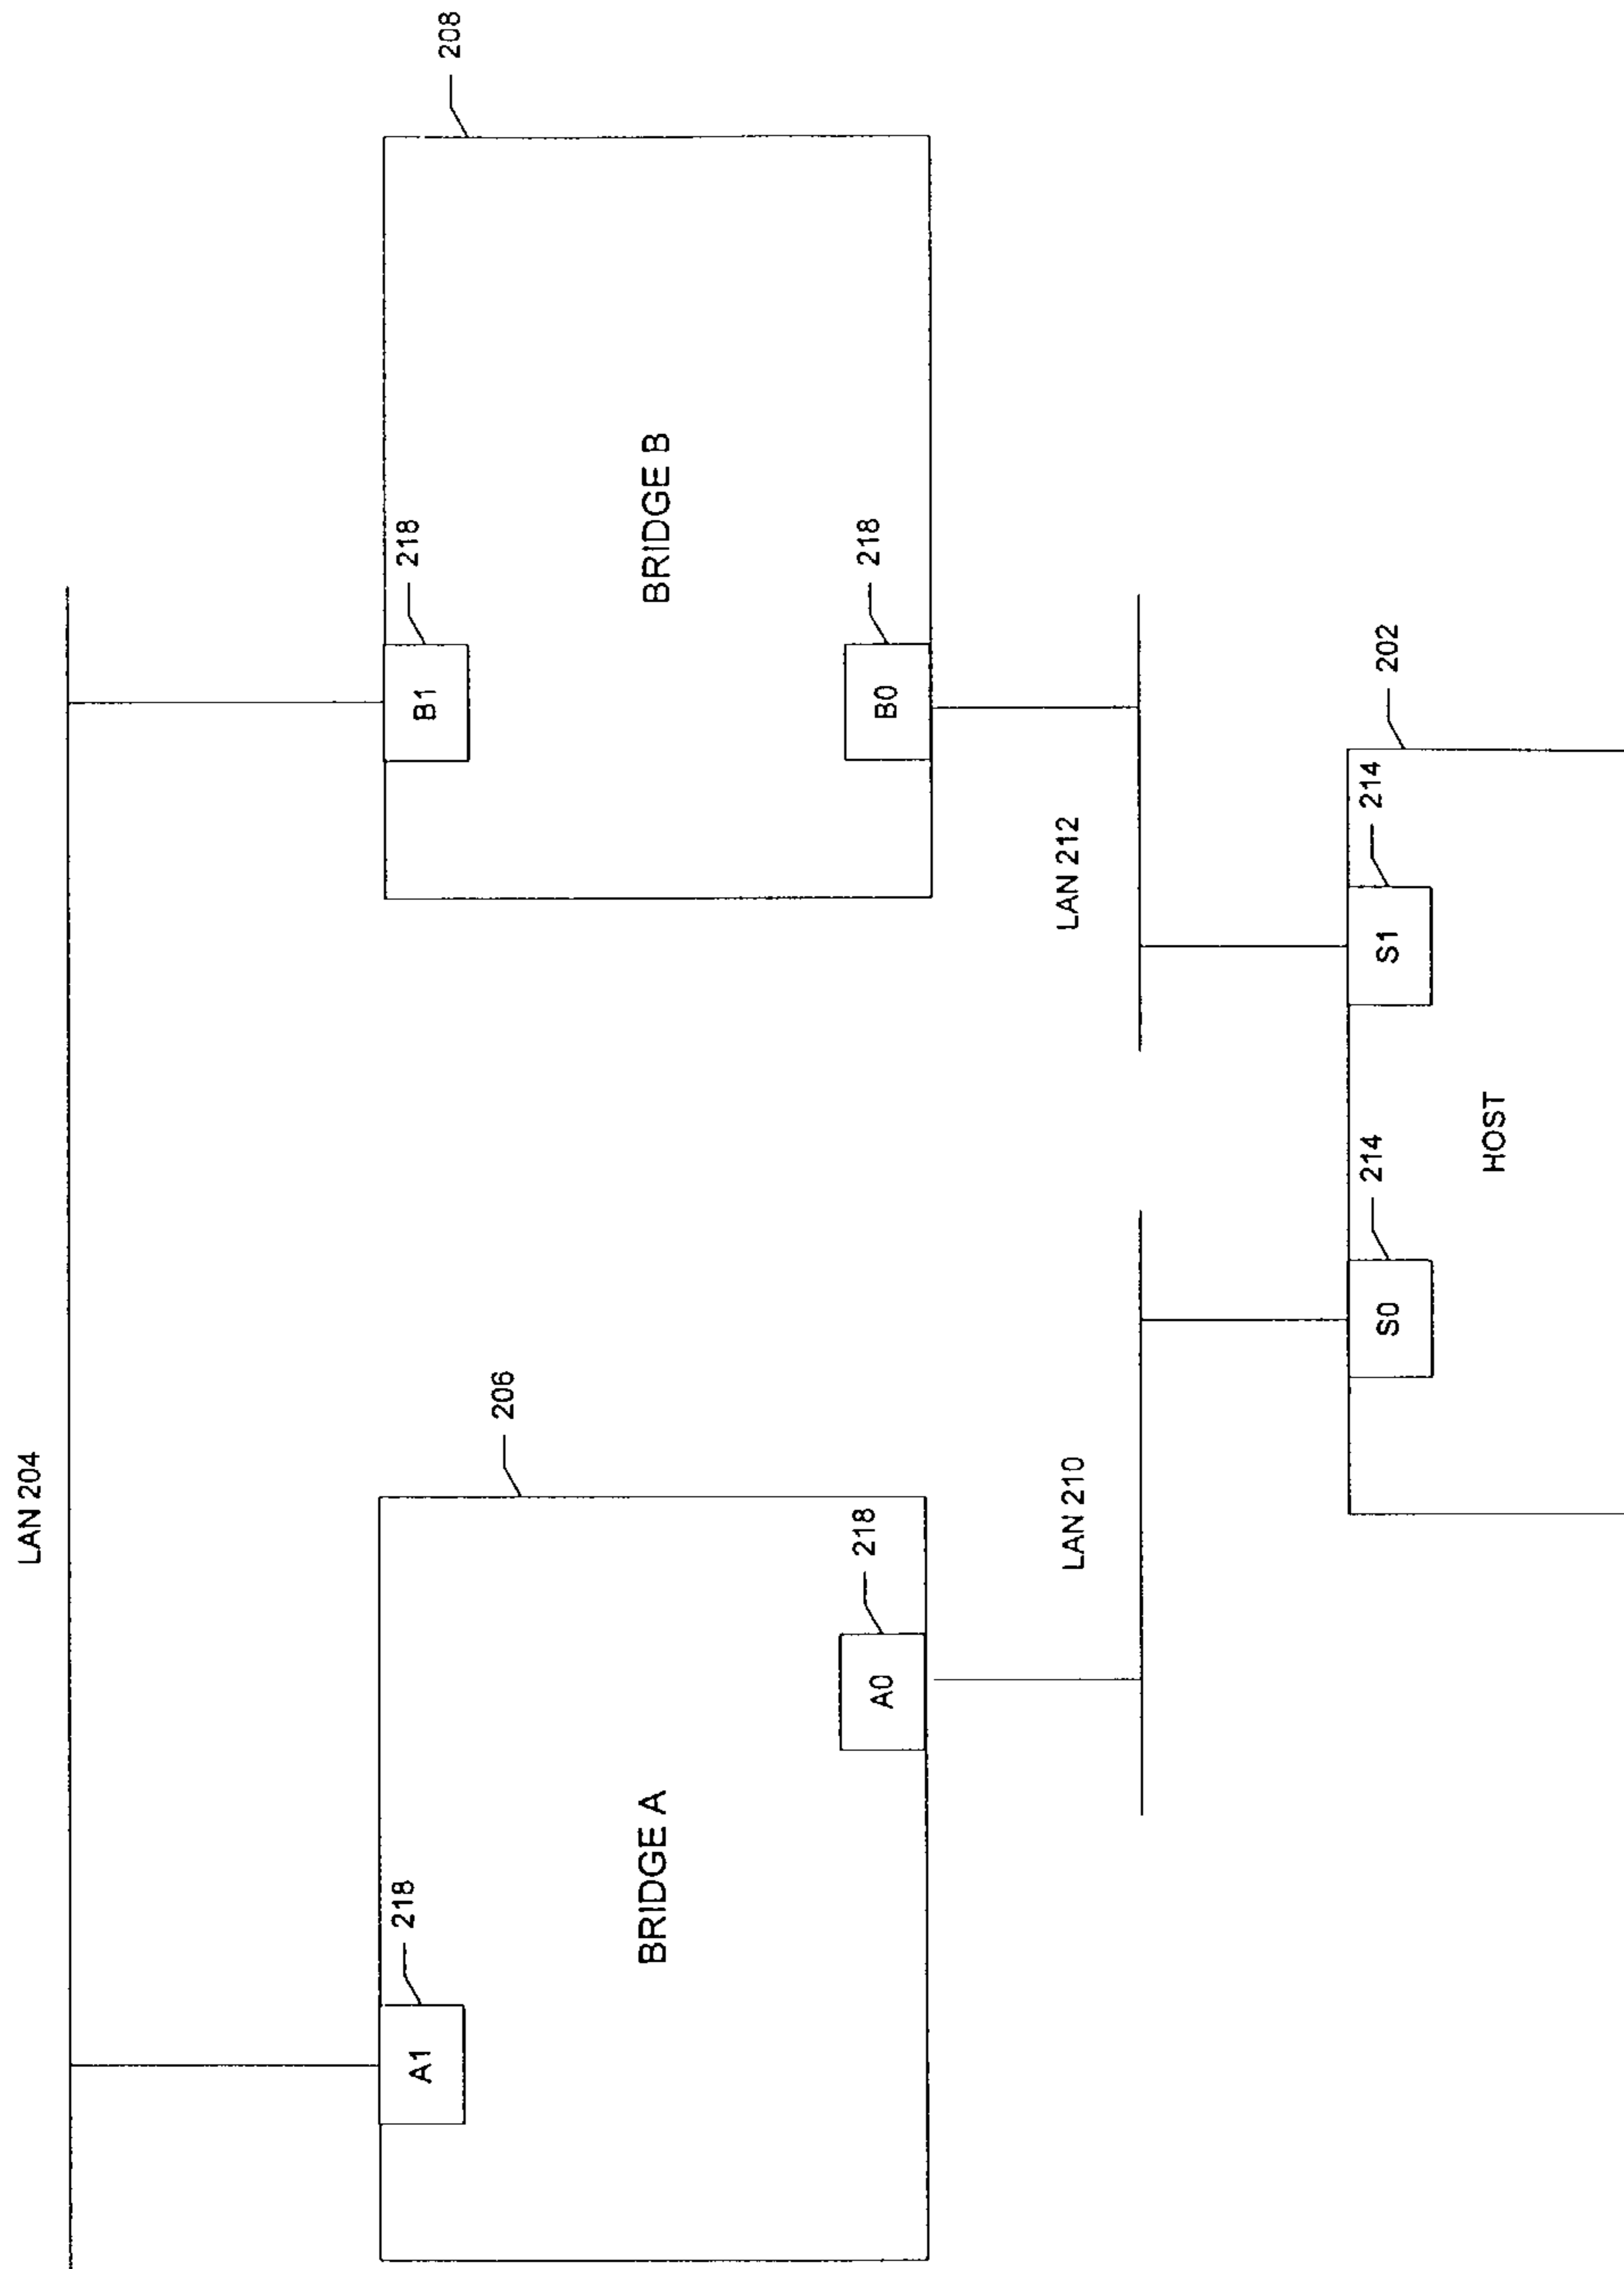 LAN 204
208
206
218
A1
218
B1
BRIDGE A
BRIDGE B
218
A0
218
B0
LAN 210
LAN 212
202
214
S0
214
S1
HOST